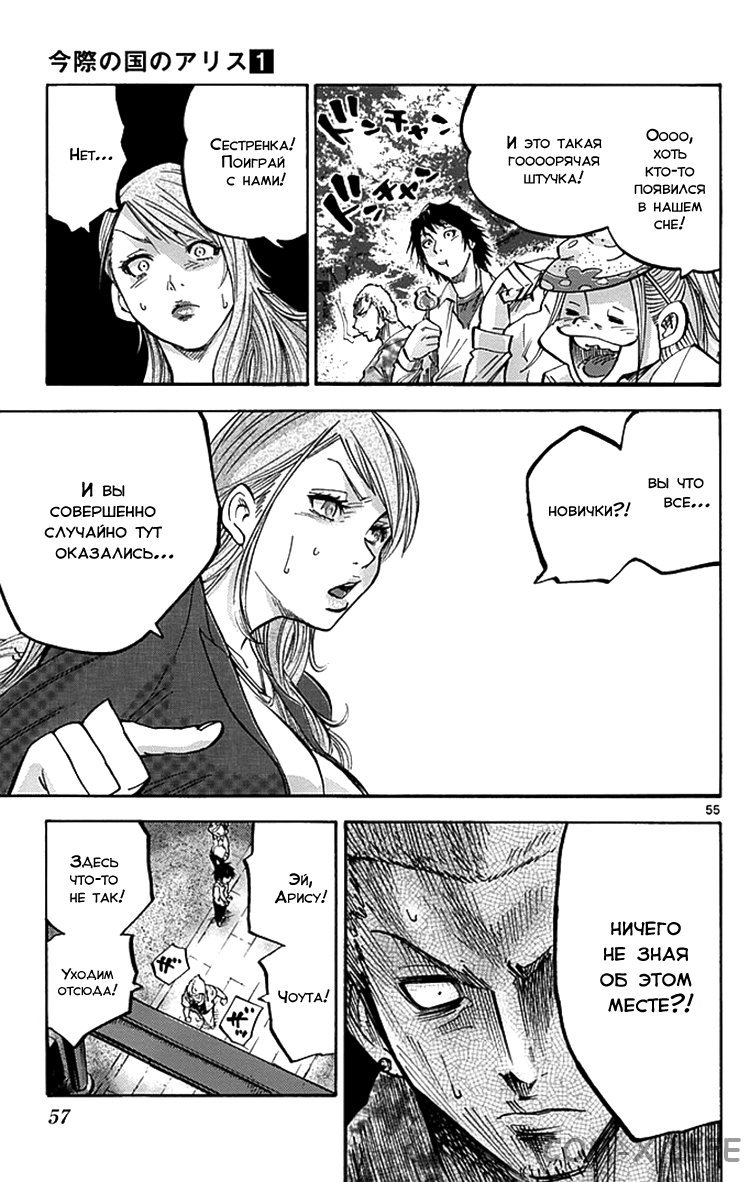 今際の国のアリス1
Оооо,
хоть
кто-то
появился
в нашем
сне!
И это такая
гооооорячая
штучка!
ドンチャン
ドンチャン
Сестренка!
Поиграй
с нами!
Нет...
вы что
все...
новички?!
И вы
совершенно
случайно тут
оказались...
55
ничего
не зная
об этом
месте?!
Эй,
Арису!
Чоута!
Здесь
что-то
не так!
Уходим
отсюда!
ザ
ザ
57